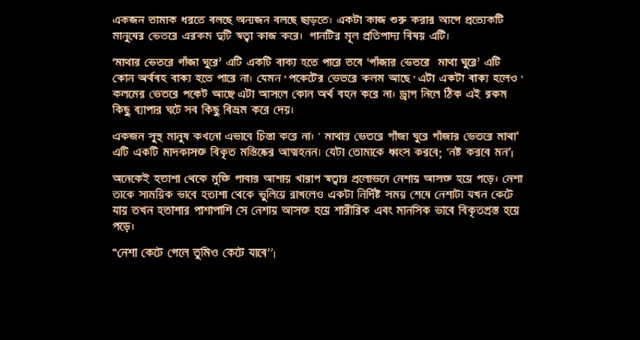 একজন তামাক ধরতে বলছে অন্যজন বলছে ছাড়তে। একটা কাজ শুরু করার আগে প্রত্যেকটি
মানুষের ভেতরে এরকম দুটি স্বত্বা কাজ করে। গানটির মূল প্রতিপাদ্য বিষয় এটি।
'মাথার ভেতরে গাঁজা ঘুরে' এটি একটি বাক্য হতে পারে তবে 'গাঁজার ভেতরে মাথা ঘুরে' এটি
কোন অর্থবহ বাক্য হতে পারে না। যেমন 'পকেটের ভেতরে কলম আছে' এটা একটা বাক্য হলেও '
কলমের ভেতরে পকেট আছে' এটা আসলে কোন অর্থ বহন করে না। ড্রাগ নিলে ঠিক এই রকম
কিছু ব্যাপার ঘটে সব কিছু বিভ্রম করে দেয়।
একজন সুস্থ মানুষ কখনো এভাবে চিন্তা করে না। ' মাথার ভেতরে গাঁজা ঘুরে গাঁজার ভেতরে মাথা'
এটি একটি মাদকাসক্ত বিকৃত মস্তিষ্কের আত্মহনন। যেটা তোমাকে ধ্বংস করবে; 'নষ্ট করবে মন'।
অনেকেই হতাশা থেকে মুক্তি পাবার আশায় খারাপ স্বত্বার প্রলোভনে নেশায় আসক্ত হয়ে পড়ে। নেশা
তাকে সাময়িক ভাবে হতাশা থেকে ভুলিয়ে রাখলেও একটা নির্দিষ্ট সময় শেষে নেশাটা যখন কেটে
যায় তখন হতাশার পাশাপাশি সে নেশায় আসক্ত হয়ে শারীরিক এবং মানসিক ভাবে বিকৃতগ্রস্ত হয়ে
পড়ে।
"নেশা কেটে গেলে তুমিও কেটে যাবে"।